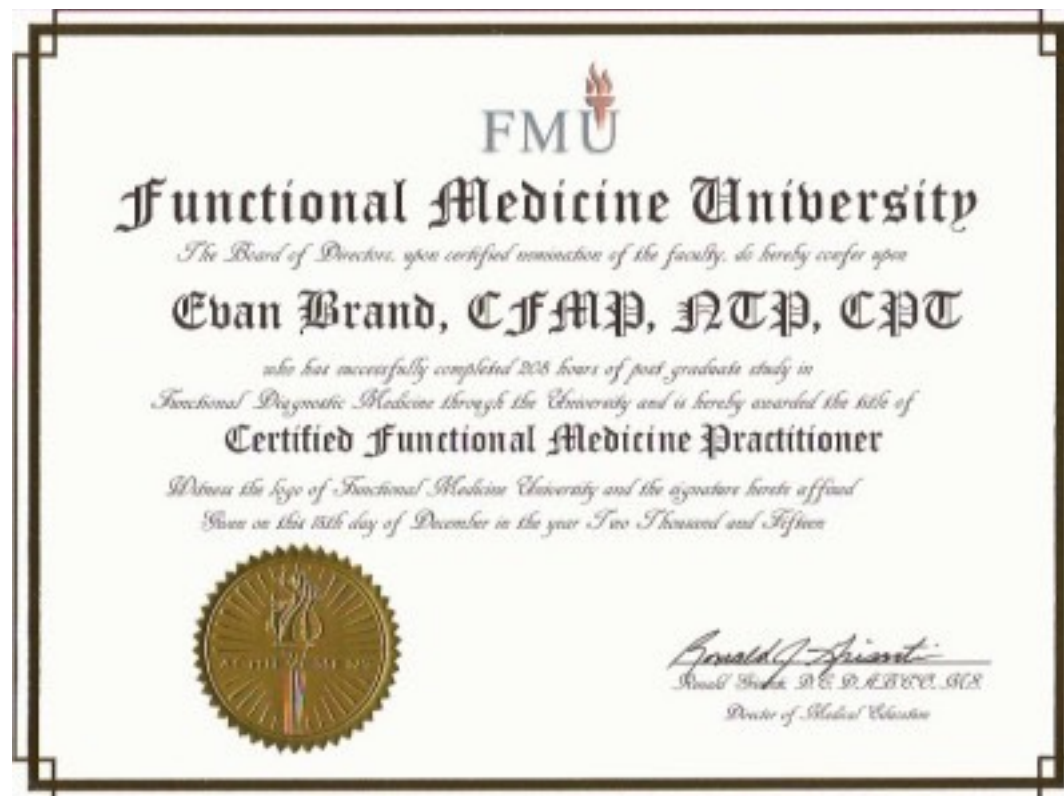 FMU
Functional Medicine University
The Board of Directors, upon certified nomination of the faculty, do hereby confer upon
Evan Brand, CFMP, NTP, CPT
who has successfully completed 208 hours of post graduate study in
Functional Diagnostic Medicine through the University and is hereby awarded the title of
Certified Functional Medicine Practitioner
Witness the logo of Functional Medicine University and the signature hereto affixed
Given on this 15th day of December in the year Two Thousand and Fifteen
Ronald Grisanti D.C. D.A.B.C.O. M.S.
Director of Medical Education